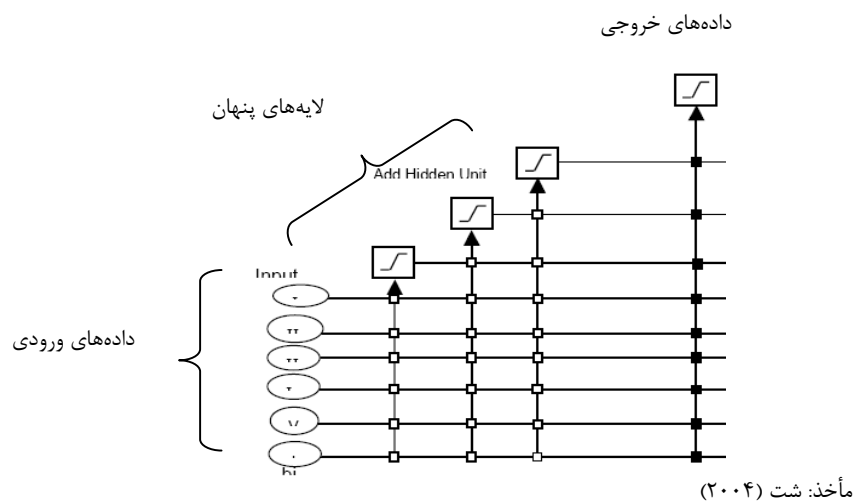 داده‌های خروجی
لایه‌های پنهان
Add Hidden Unit
Input
داده‌های ورودی
مأخذ: شت (۲۰۰۴)